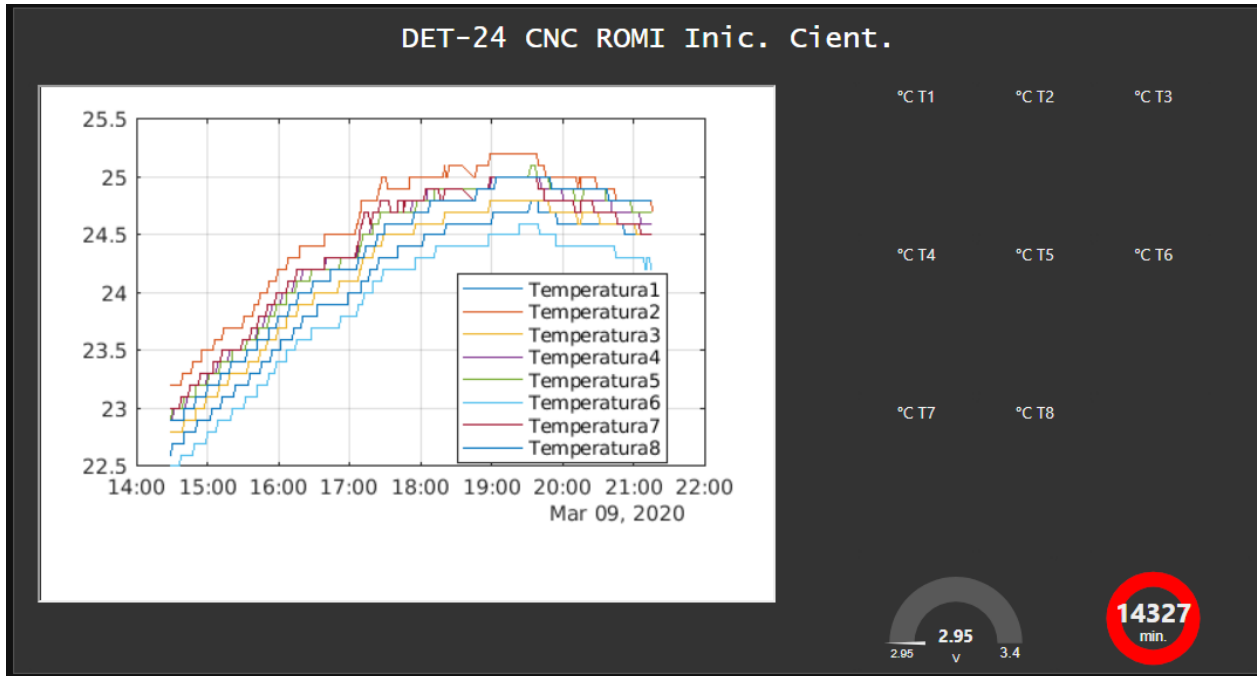 DET-24 CNC ROMI Inic. Cient.
°C T1 °C T2 °C T3
25.5
25
24.5
24
23.5
23
22.5
Temperatura1
Temperatura2
Temperatura3
Temperatura4
Temperatura5
Temperatura6
Temperatura7
Temperatura8
14:00 15:00 16:00 17:00 18:00 19:00 20:00 21:00 22:00
Mar 09, 2020
°C T4 °C T5 °C T6
°C T7 °C T8
2.95
2.95 V 3.4
14327
min.